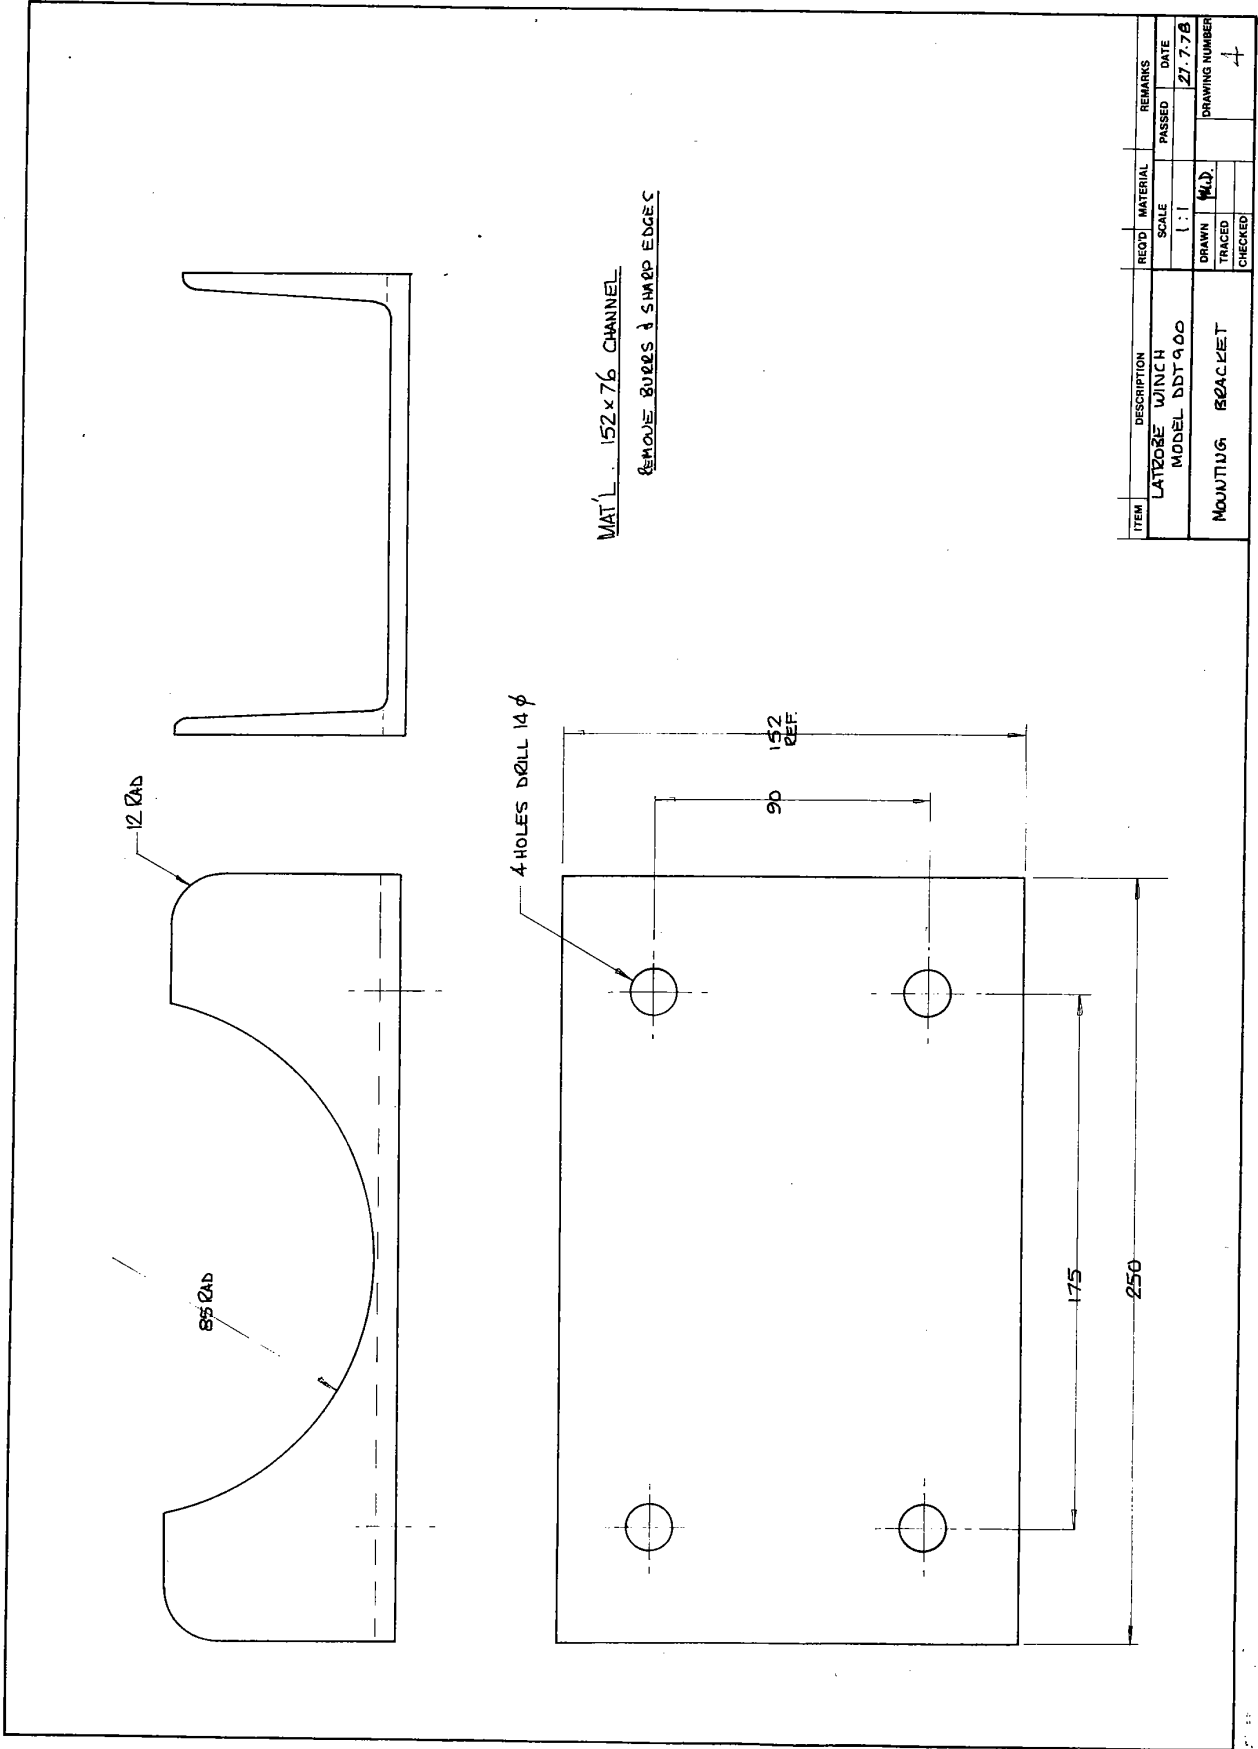 12 RAD
88 RAD
4 HOLES DRILL 14 φ
152
REF.
90
175
250
MAT'L. 152 x 76 CHANNEL
REMOVE BURRS & SHARP EDGES
ITEM DESCRIPTION REQ'D MATERIAL REMARKS
LATROBE WINCH
MODEL DDT900
SCALE PASSED DATE
1:1 27.7.78
MOUNTING BRACKET
DRAWN
TRACED
CHECKED
DRAWING NUMBER
4